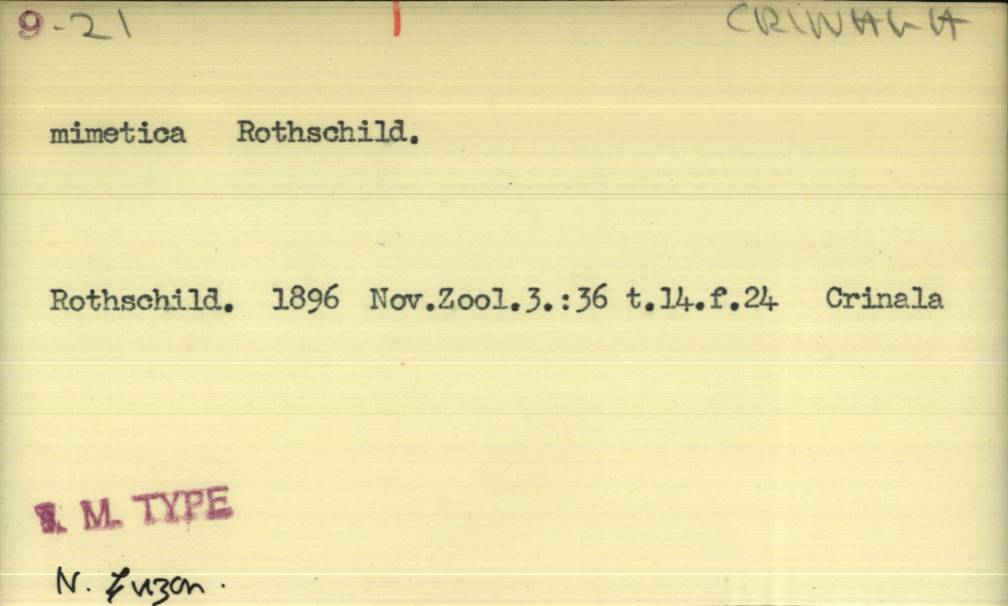 9-21 CRINALA
mimetica Rothschild.
Rothschild. 1896 Nov.Zool.3.:36 t.14.f.24 Crinala
M. TYPE
N. Luzon.